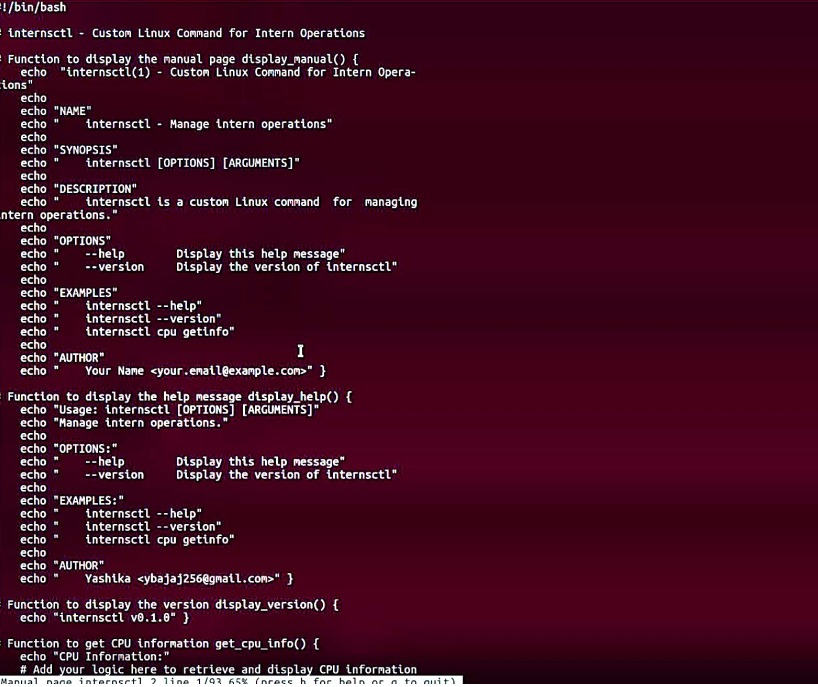 #!/bin/bash
# internsctl - Custom Linux Command for Intern Operations
# Function to display the manual page display_manual() {
echo  "internsctl(1) - Custom Linux Command for Intern Opera-
tions"
echo
echo "NAME"
echo "    internsctl - Manage intern operations"
echo
echo "SYNOPSIS"
echo "    internsctl [OPTIONS] [ARGUMENTS]"
echo
echo "DESCRIPTION"
echo "    internsctl is a custom Linux command  for  managing
intern operations."
echo
echo "OPTIONS"
echo "    --help        Display this help message"
echo "    --version     Display the version of internsctl"
echo
echo "EXAMPLES"
echo "    internsctl --help"
echo "    internsctl --version"
echo "    internsctl cpu getinfo"
echo
echo "AUTHOR"
echo "    Your Name <your.email@example.com>" }
# Function to display the help message display_help() {
echo "Usage: internsctl [OPTIONS] [ARGUMENTS]"
echo "Manage intern operations."
echo
echo "OPTIONS:"
echo "    --help        Display this help message"
echo "    --version     Display the version of internsctl"
echo
echo "EXAMPLES:"
echo "    internsctl --help"
echo "    internsctl --version"
echo "    internsctl cpu getinfo"
echo
echo "AUTHOR"
echo "    Yashika <ybajaj256@gmail.com>" }
# Function to display the version display_version() {
echo "internsctl v0.1.0" }
# Function to get CPU information get_cpu_info() {
echo "CPU Information:"
# Add your logic here to retrieve and display CPU information
Manual page internsctl 2 line 1/93 65% (press h for help or q to quit)